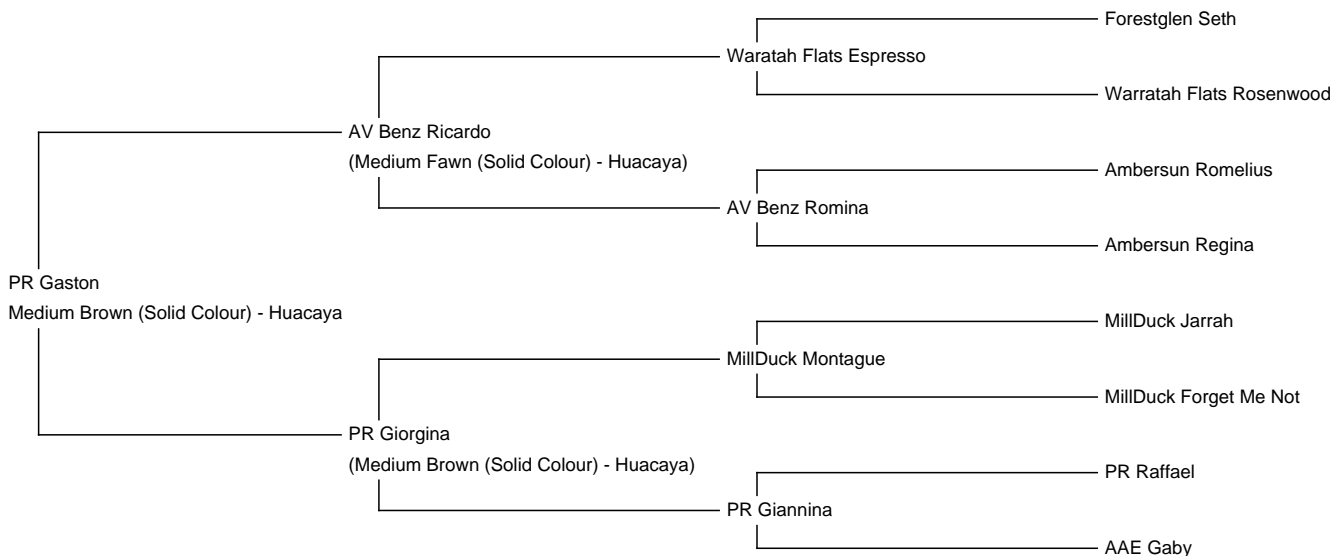 Forestglen Seth
Waratah Flats Espresso
Warratah Flats Rosenwood
AV Benz Ricardo
(Medium Fawn (Solid Colour) - Huacaya)
Ambersun Romelius
AV Benz Romina
Ambersun Regina
PR Gaston
Medium Brown (Solid Colour) - Huacaya
MillDuck Jarrah
MillDuck Montague
MillDuck Forget Me Not
PR Giorgina
(Medium Brown (Solid Colour) - Huacaya)
PR Raffael
PR Giannina
AAE Gaby